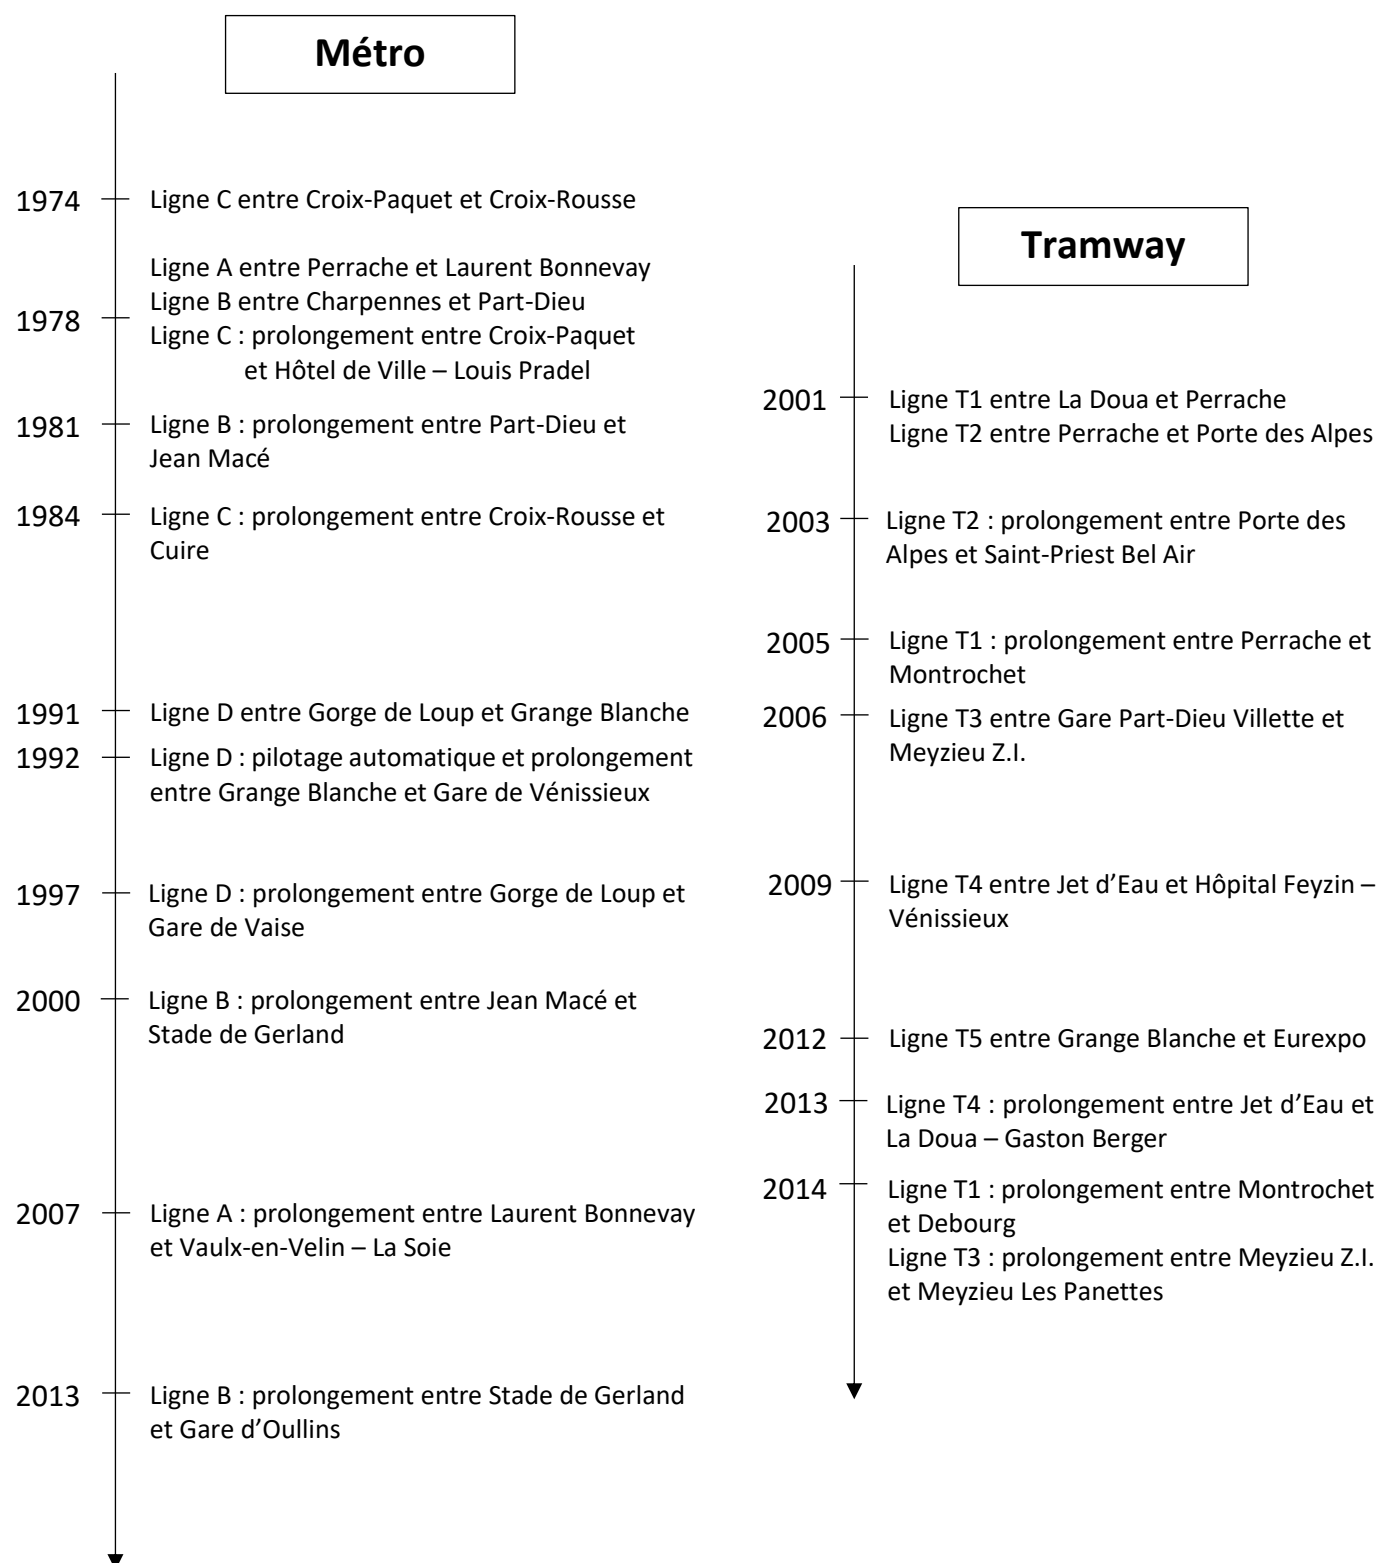 Métro
1974
Ligne C entre Croix-Paquet et Croix-Rousse
1978
Ligne A entre Perrache et Laurent Bonnevay
Ligne B entre Charpennes et Part-Dieu
Ligne C : prolongement entre Croix-Paquet
et Hôtel de Ville – Louis Pradel
1981
Ligne B : prolongement entre Part-Dieu et
Jean Macé
1984
Ligne C : prolongement entre Croix-Rousse et
Cuire
1991
Ligne D entre Gorge de Loup et Grange Blanche
1992
Ligne D : pilotage automatique et prolongement
entre Grange Blanche et Gare de Vénissieux
1997
Ligne D : prolongement entre Gorge de Loup et
Gare de Vaise
2000
Ligne B : prolongement entre Jean Macé et
Stade de Gerland
2007
Ligne A : prolongement entre Laurent Bonnevay
et Vaulx-en-Velin – La Soie
2013
Ligne B : prolongement entre Stade de Gerland
et Gare d’Oullins
Tramway
2001
Ligne T1 entre La Doua et Perrache
Ligne T2 entre Perrache et Porte des Alpes
2003
Ligne T2 : prolongement entre Porte des
Alpes et Saint-Priest Bel Air
2005
Ligne T1 : prolongement entre Perrache et
Montrochet
2006
Ligne T3 entre Gare Part-Dieu Villette et
Meyzieu Z.I.
2009
Ligne T4 entre Jet d’Eau et Hôpital Feyzin –
Vénissieux
2012
Ligne T5 entre Grange Blanche et Eurexpo
2013
Ligne T4 : prolongement entre Jet d’Eau et
La Doua – Gaston Berger
2014
Ligne T1 : prolongement entre Montrochet
et Debourg
Ligne T3 : prolongement entre Meyzieu Z.I.
et Meyzieu Les Panettes